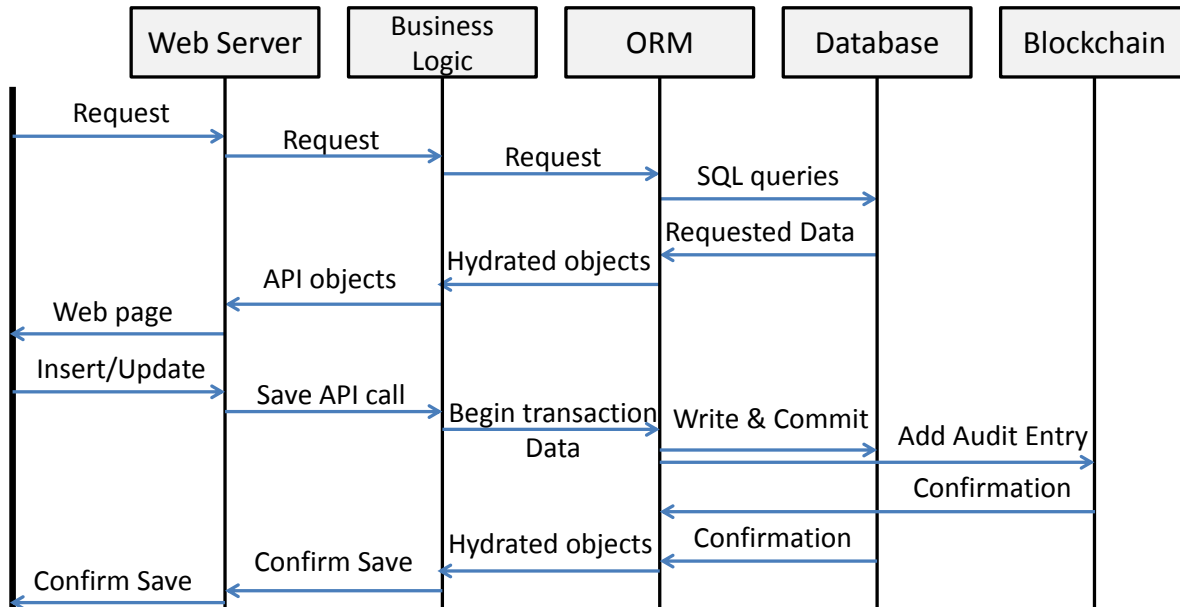 Web Server
Business
Logic
ORM
Database
Blockchain
Request
Request
Request
SQL queries
Requested Data
Hydrated objects
API objects
Web page
Insert/Update
Save API call
Begin transaction
Data
Write & Commit
Add Audit Entry
Confirmation
Confirmation
Hydrated objects
Confirm Save
Confirm Save